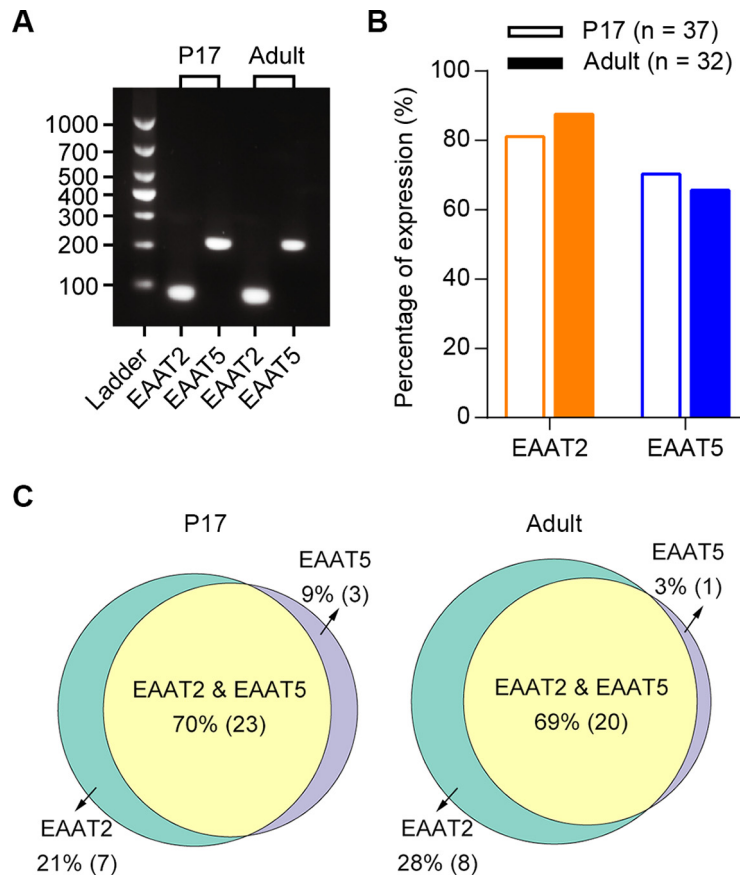 A
P17 Adult
1000
700
500
400
300
200
100
Ladder
EAAT2
EAAT5
EAAT2
EAAT5
B
P17 (n = 37)
Adult (n = 32)
Percentage of expression (%)
100
80
60
40
20
0
EAAT2 EAAT5
C
P17
EAAT5
9% (3)
EAAT2 & EAAT5
70% (23)
EAAT2
21% (7)
Adult
EAAT5
3% (1)
EAAT2 & EAAT5
69% (20)
EAAT2
28% (8)